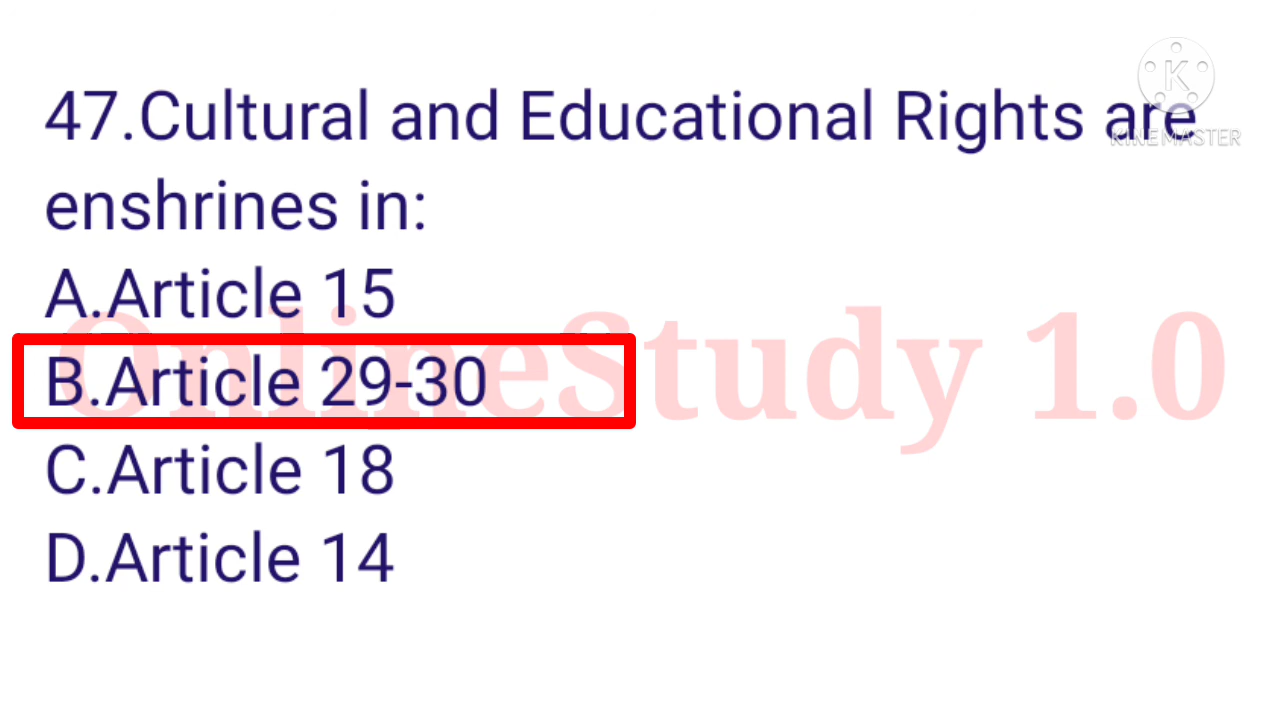 47.Cultural and Educational Rights are
KINEMASTER
enshrines in:
A.Article 15
B.Article 29-30
OnlineStudy 1.0
C.Article 18
D.Article 14